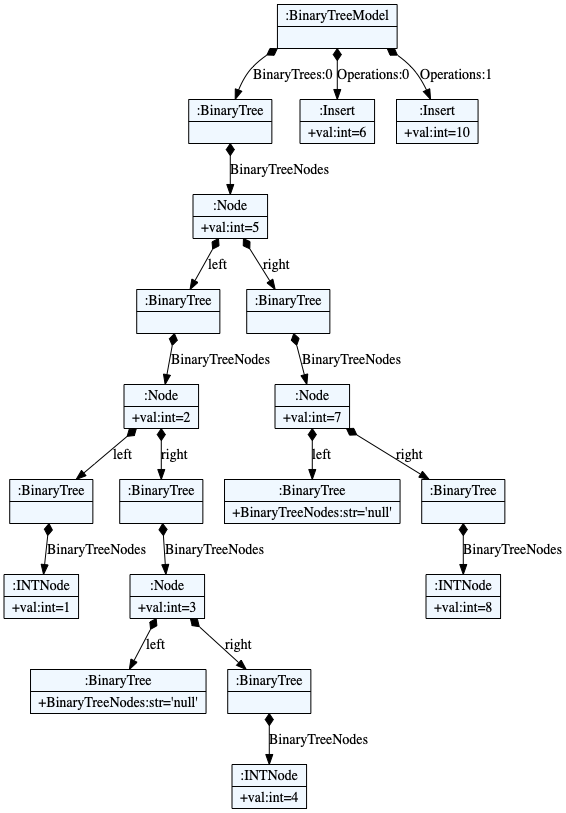 :BinaryTreeModel
BinaryTrees:0
Operations:0
Operations:1
:BinaryTree
:Insert
+val:int=6
:Insert
+val:int=10
BinaryTreeNodes
:Node
+val:int=5
left
right
:BinaryTree
:BinaryTree
BinaryTreeNodes
BinaryTreeNodes
:Node
+val:int=2
:Node
+val:int=7
left
right
left
right
:BinaryTree
:BinaryTree
:BinaryTree
+BinaryTreeNodes:str='null'
:BinaryTree
BinaryTreeNodes
BinaryTreeNodes
BinaryTreeNodes
:INTNode
+val:int=1
:Node
+val:int=3
:INTNode
+val:int=8
left
right
:BinaryTree
+BinaryTreeNodes:str='null'
:BinaryTree
BinaryTreeNodes
:INTNode
+val:int=4